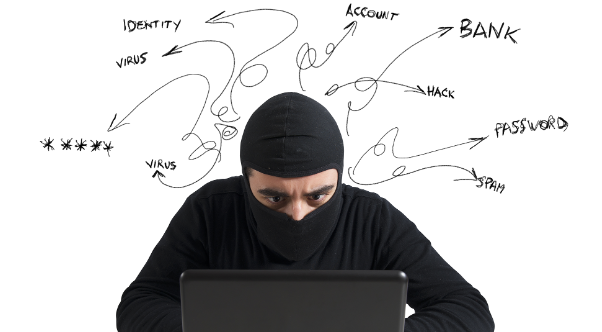 IDENTITY
ACCOUNT
BANK
VIRUS
HACK
*****
PASSWORD
VIRUS
SPAM